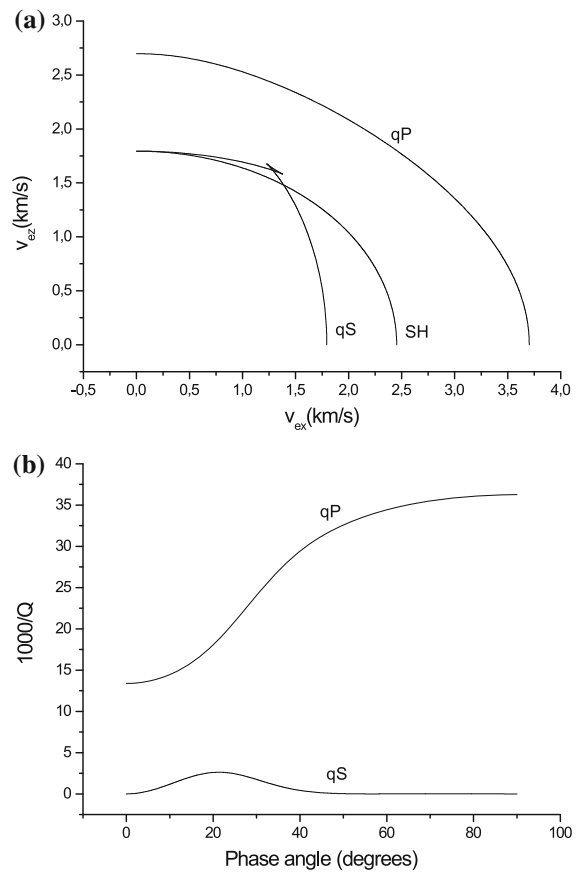 (a)
3,0
2,5
2,0
1,5
1,0
0,5
0,0
v_ez(km/s)
qP
qS
SH
-0,5 0,0 0,5 1,0 1,5 2,0 2,5 3,0 3,5 4,0
v_ex(km/s)
(b)
40
35
30
25
20
15
10
5
0
1000/Q
qP
qS
0 20 40 60 80 100
Phase angle (degrees)